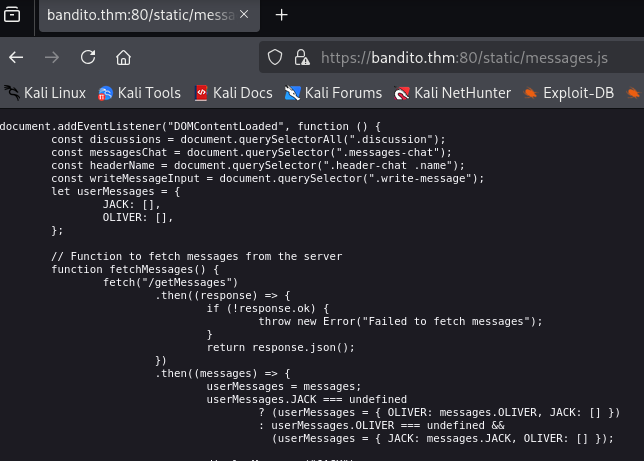 bandito.thm:80/static/messa
https://bandito.thm:80/static/messages.js
Kali Linux Kali Tools Kali Docs Kali Forums Kali NetHunter Exploit-DB
document.addEventListener("DOMContentLoaded", function () {
const discussions = document.querySelectorAll(".discussion");
const messagesChat = document.querySelector(".messages-chat");
const headerName = document.querySelector(".header-chat .name");
const writeMessageInput = document.querySelector(".write-message");
let userMessages = {
JACK: [],
OLIVER: [],
};
// Function to fetch messages from the server
function fetchMessages() {
fetch("/getMessages")
.then((response) => {
if (!response.ok) {
throw new Error("Failed to fetch messages");
}
return response.json();
})
.then((messages) => {
userMessages = messages;
userMessages.JACK === undefined
? (userMessages = { OLIVER: messages.OLIVER, JACK: [] })
: userMessages.OLIVER === undefined &&
(userMessages = { JACK: messages.JACK, OLIVER: [] });